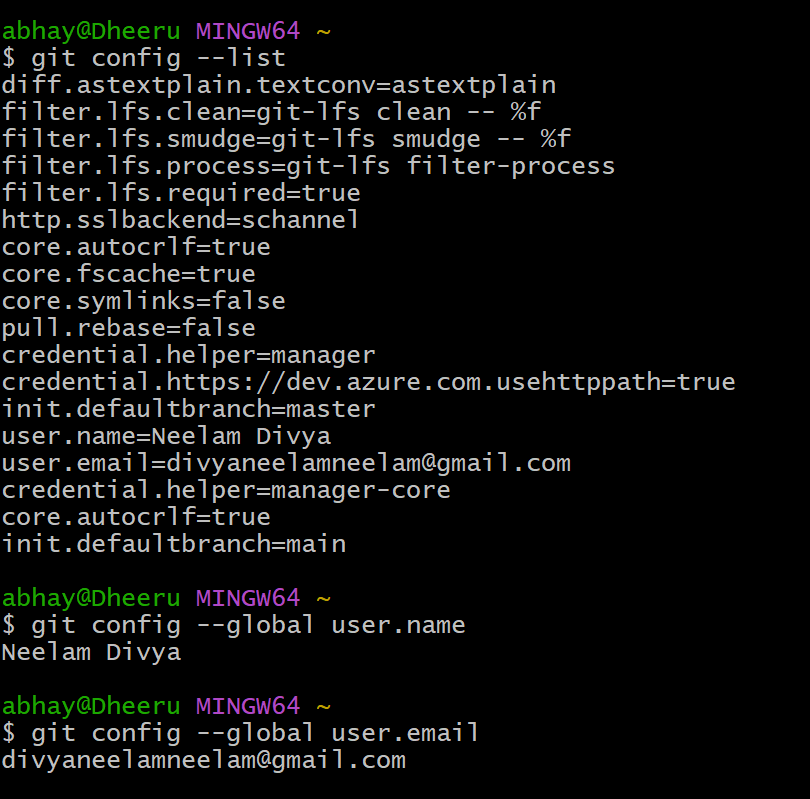 abhay@Dheeru MINGW64 ~
$ git config --list
diff.astextplain.textconv=astextplain
filter.lfs.clean=git-lfs clean -- %f
filter.lfs.smudge=git-lfs smudge -- %f
filter.lfs.process=git-lfs filter-process
filter.lfs.required=true
http.sslbackend=schannel
core.autocrlf=true
core.fscache=true
core.symlinks=false
pull.rebase=false
credential.helper=manager
credential.https://dev.azure.com.usehttppath=true
init.defaultbranch=master
user.name=Neelam Divya
user.email=divyaneelamneelam@gmail.com
credential.helper=manager-core
core.autocrlf=true
init.defaultbranch=main
abhay@Dheeru MINGW64 ~
$ git config --global user.name
Neelam Divya
abhay@Dheeru MINGW64 ~
$ git config --global user.email
divyaneelamneelam@gmail.com